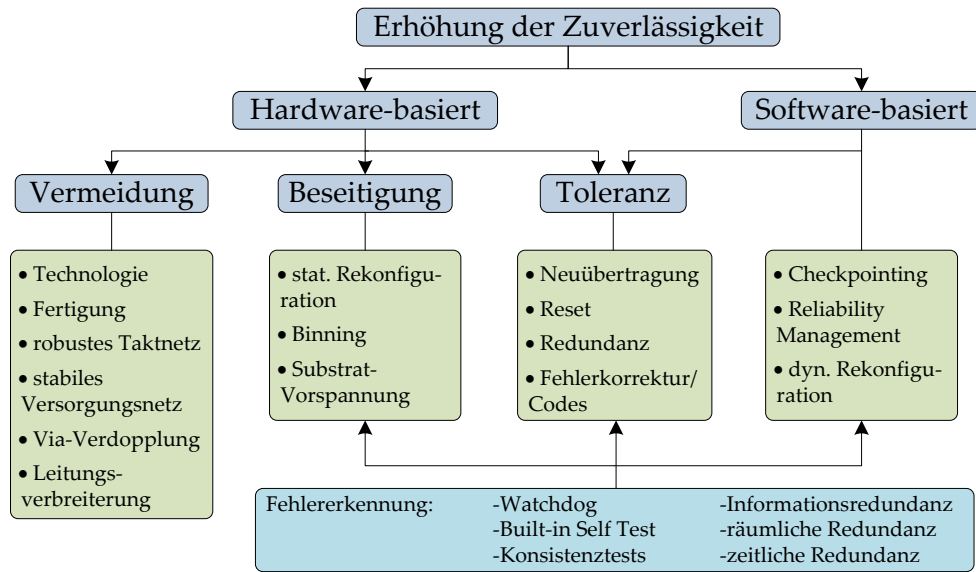 Erhöhung der Zuverlässigkeit
Hardware-basiert
Software-basiert
Vermeidung
Beseitigung
Toleranz
• Technologie
• Fertigung
• robustes Taktnetz
• stabiles
Versorgungsnetz
• Via-Verdopplung
• Leitungs-
verbreiterung
• stat. Rekonfigu-
ration
• Binning
• Substrat-
Vorspannung
• Neuübertragung
• Reset
• Redundanz
• Fehlerkorrektur/
Codes
• Checkpointing
• Reliability
Management
• dyn. Rekonfigu-
ration
Fehlererkennung:
-Watchdog
-Built-in Self Test
-Konsistenztests
-Informationsredundanz
-räumliche Redundanz
-zeitliche Redundanz